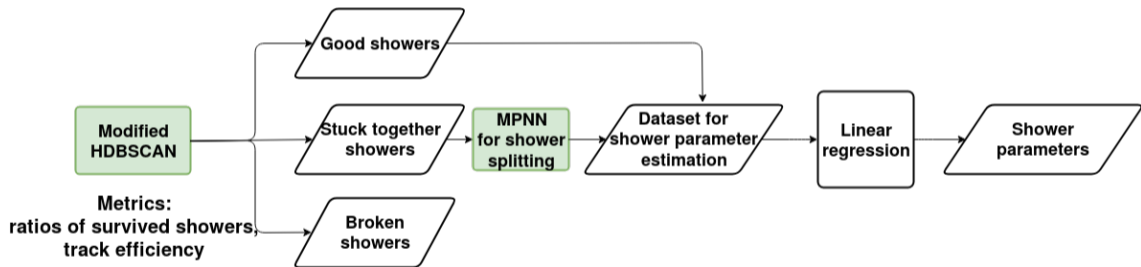 Good showers
Modified
HDBSCAN
Stuck together
showers
MPNN
for shower
splitting
Dataset for
shower parameter
estimation
Linear
regression
Shower
parameters
Metrics:
ratios of survived showers,
track efficiency
Broken
showers